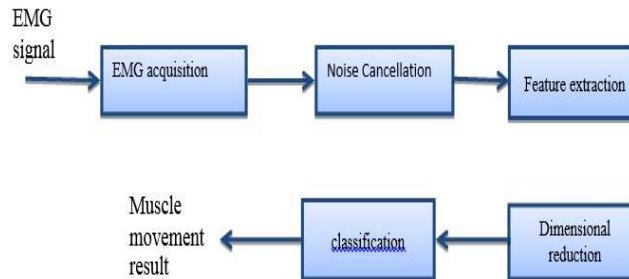 EMG
signal
EMG acquisition
Noise Cancellation
Feature extraction
Muscle
movement
result
classification
Dimensional
reduction